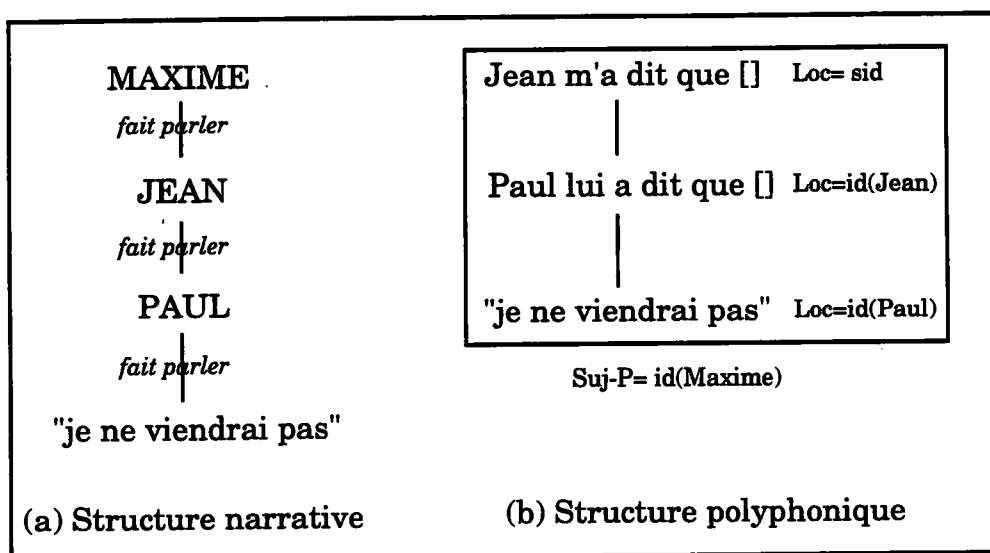 MAXIME
fait parler
JEAN
fait parler
PAUL
fait parler
"je ne viendrai pas"
(a) Structure narrative
Jean m'a dit que [] Loc= sid
Paul lui a dit que [] Loc=id(Jean)
"je ne viendrai pas" Loc=id(Paul)
Suj-P= id(Maxime)
(b) Structure polyphonique